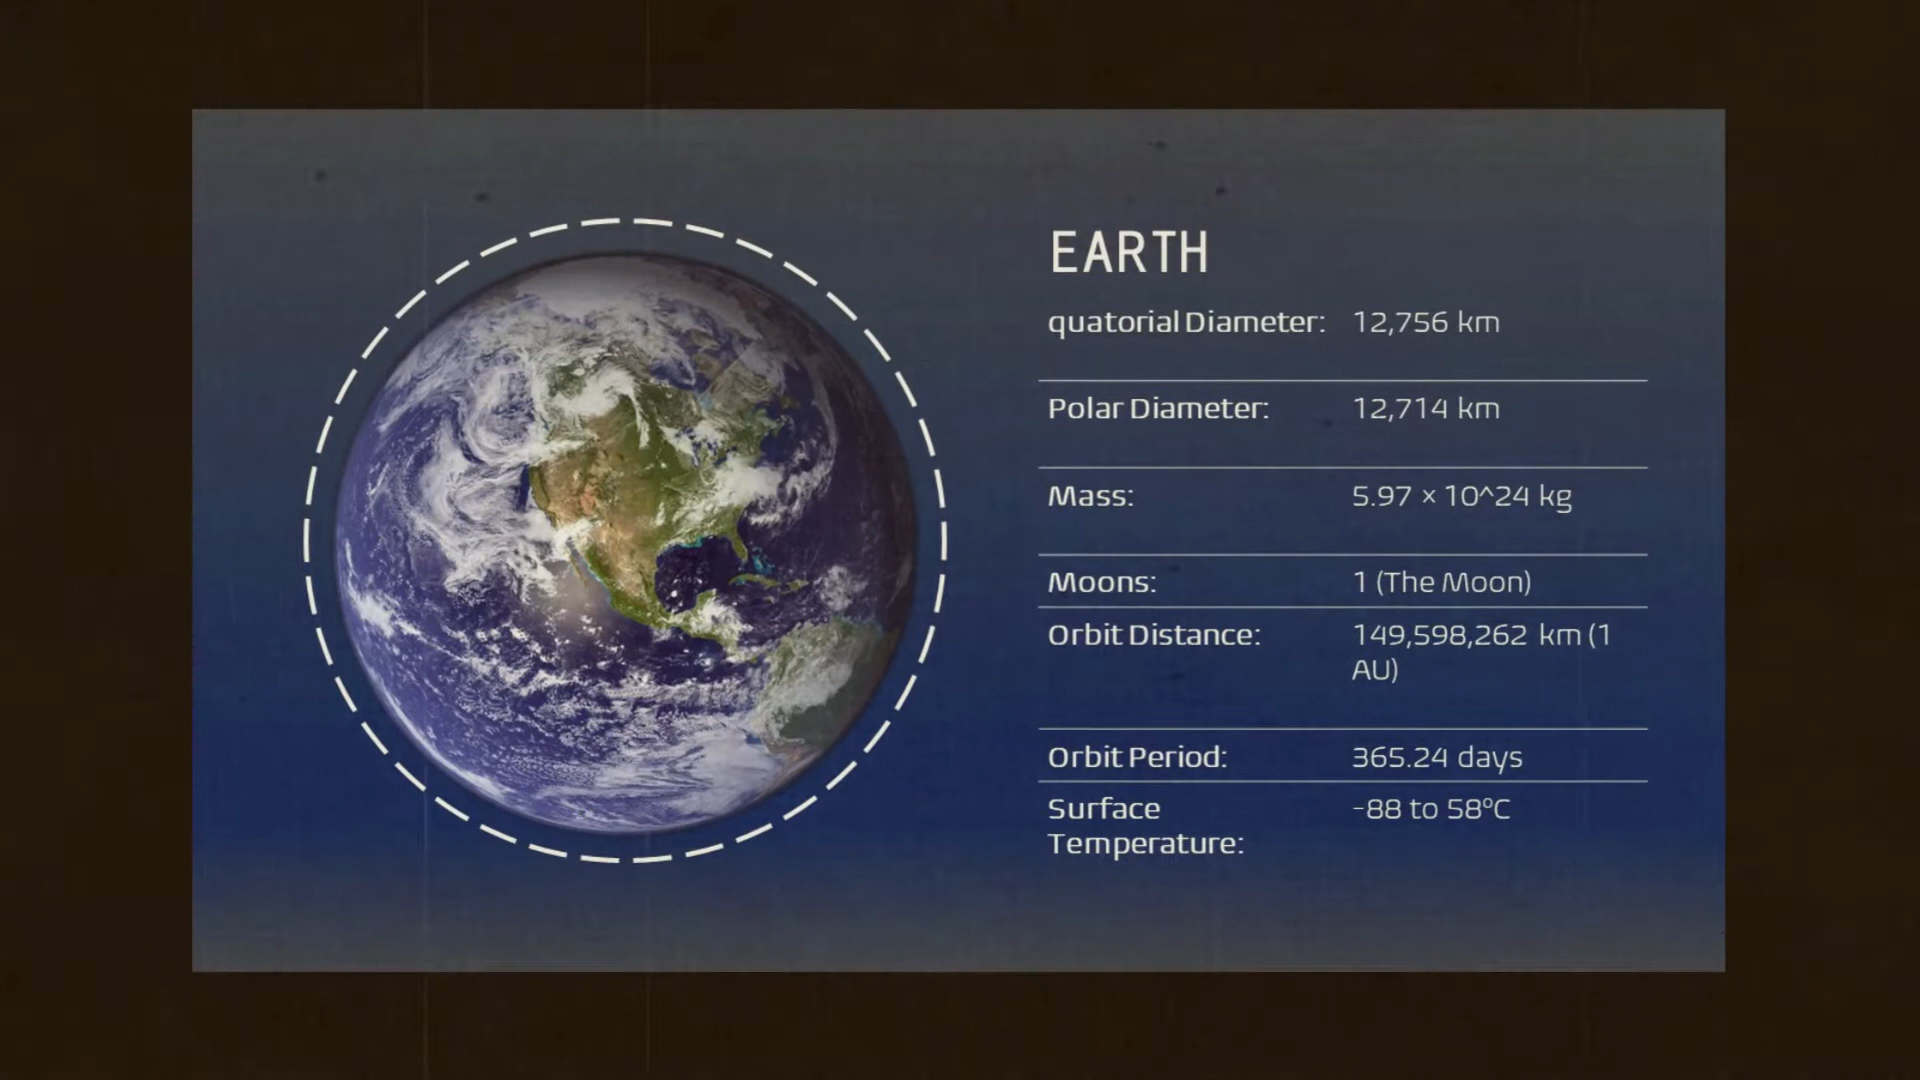 EARTH
quatorial Diameter: 12,756 km
Polar Diameter: 12,714 km
Mass: 5.97 × 10^24 kg
Moons: 1 (The Moon)
Orbit Distance: 149,598,262 km (1
AU)
Orbit Period: 365.24 days
Surface -88 to 58ºC
Temperature: